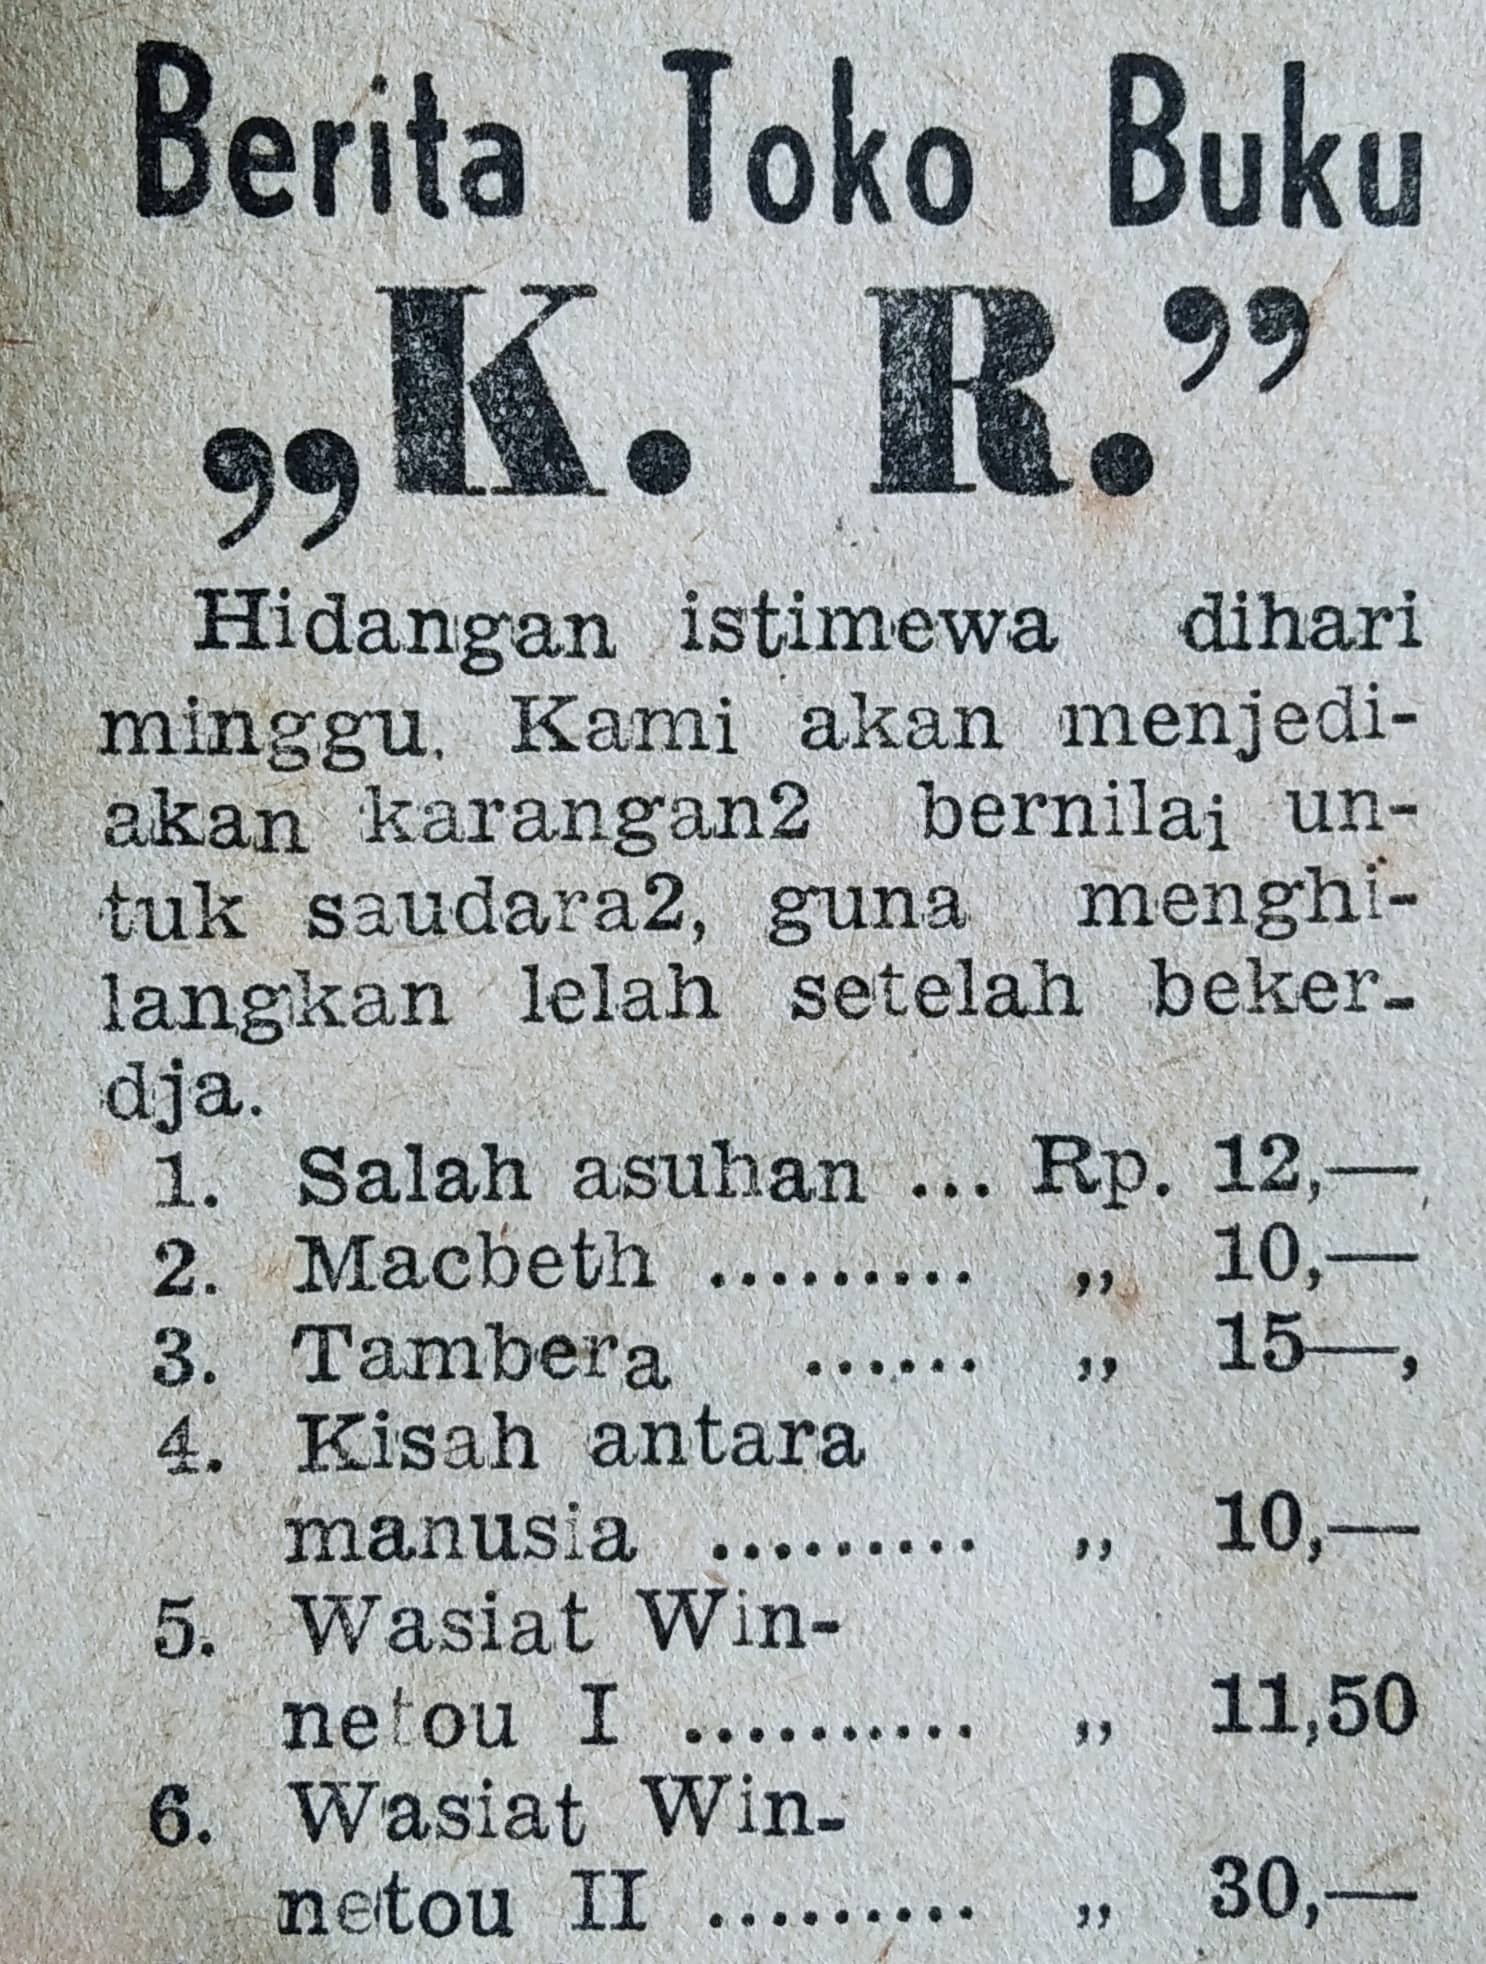 Berita Toko Buku
„K. R.”
Hidangan istimewa dihari
minggu. Kami akan menjedi-
akan karangan2 bernilai un-
tuk saudara2, guna menghi-
langkan lelah setelah beker-
dja.
1. Salah asuhan ... Rp. 12,—
2. Macbeth ......... „ 10,—
3. Tambera ...... „ 15—,
4. Kisah antara
manusia .......... „ 10,—
5. Wasiat Win-
netou I ........... „ 11,50
6. Wasiat Win-
netou II .......... „ 30,—